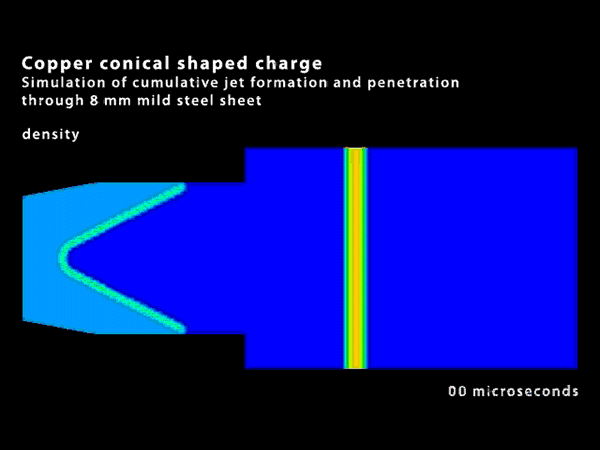 Copper conical shaped charge
Simulation of cumulative jet formation and penetration
through 8 mm mild steel sheet
density
00 microseconds